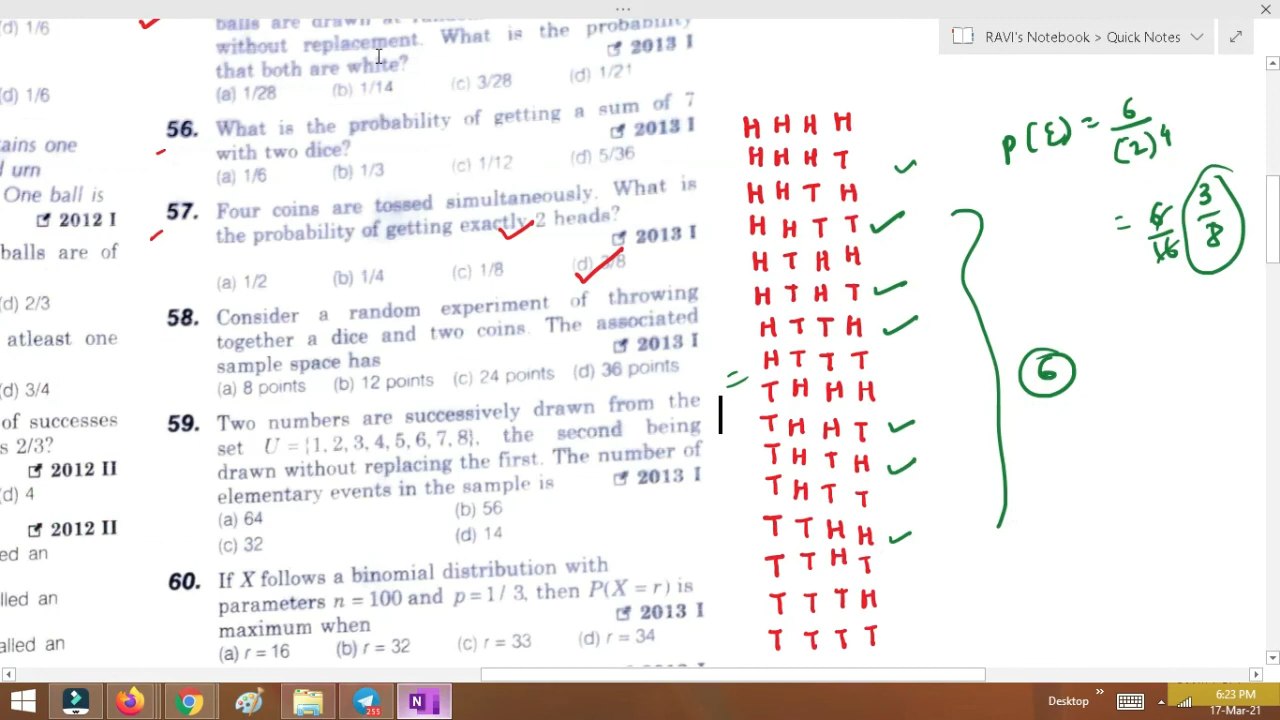 RAVI's Notebook > Quick Notes
(d) 1/6
(d) 1/6
tains one
d urn
One ball is
2012 I
balls are of
(d) 2/3
atleast one
(d) 3/4
of successes
s 2/3?
2012 II
(d) 4
2012 II
ed an
lled an
alled an
balls are drawn at
without replacement. What is the probability
2013 I
that both are white?
(a) 1/28 (b) 1/14 (c) 3/28 (d) 1/21
56. What is the probability of getting a sum of 7
with two dice? 2013 I
(a) 1/6 (b) 1/3 (c) 1/12 (d) 5/36
57. Four coins are tossed simultaneously. What is
the probability of getting exactly 2 heads?
2013 I
(a) 1/2 (b) 1/4 (c) 1/8 (d) 3/8
58. Consider a random experiment of throwing
together a dice and two coins. The associated
sample space has 2013 I
(a) 8 points (b) 12 points (c) 24 points (d) 36 points
59. Two numbers are successively drawn from the
set U = {1, 2, 3, 4, 5, 6, 7, 8}, the second being
drawn without replacing the first. The number of
elementary events in the sample is 2013 I
(a) 64 (b) 56
(c) 32 (d) 14
60. If X follows a binomial distribution with
parameters n = 100 and p = 1/3, then P(X = r) is
maximum when 2013 I
(a) r = 16 (b) r = 32 (c) r = 33 (d) r = 34
H H H H
H H H T
H H T H
H H T T
H T H H
H T H T
H T T H
H T T T
= T H H H
T H H T
T H T H
T H T T
T T H H
T T H T
T T T H
T T T T
6
P(E) = 6/(2)4
= 6/16 3/8
255
N
Desktop
6:23 PM
17-Mar-21